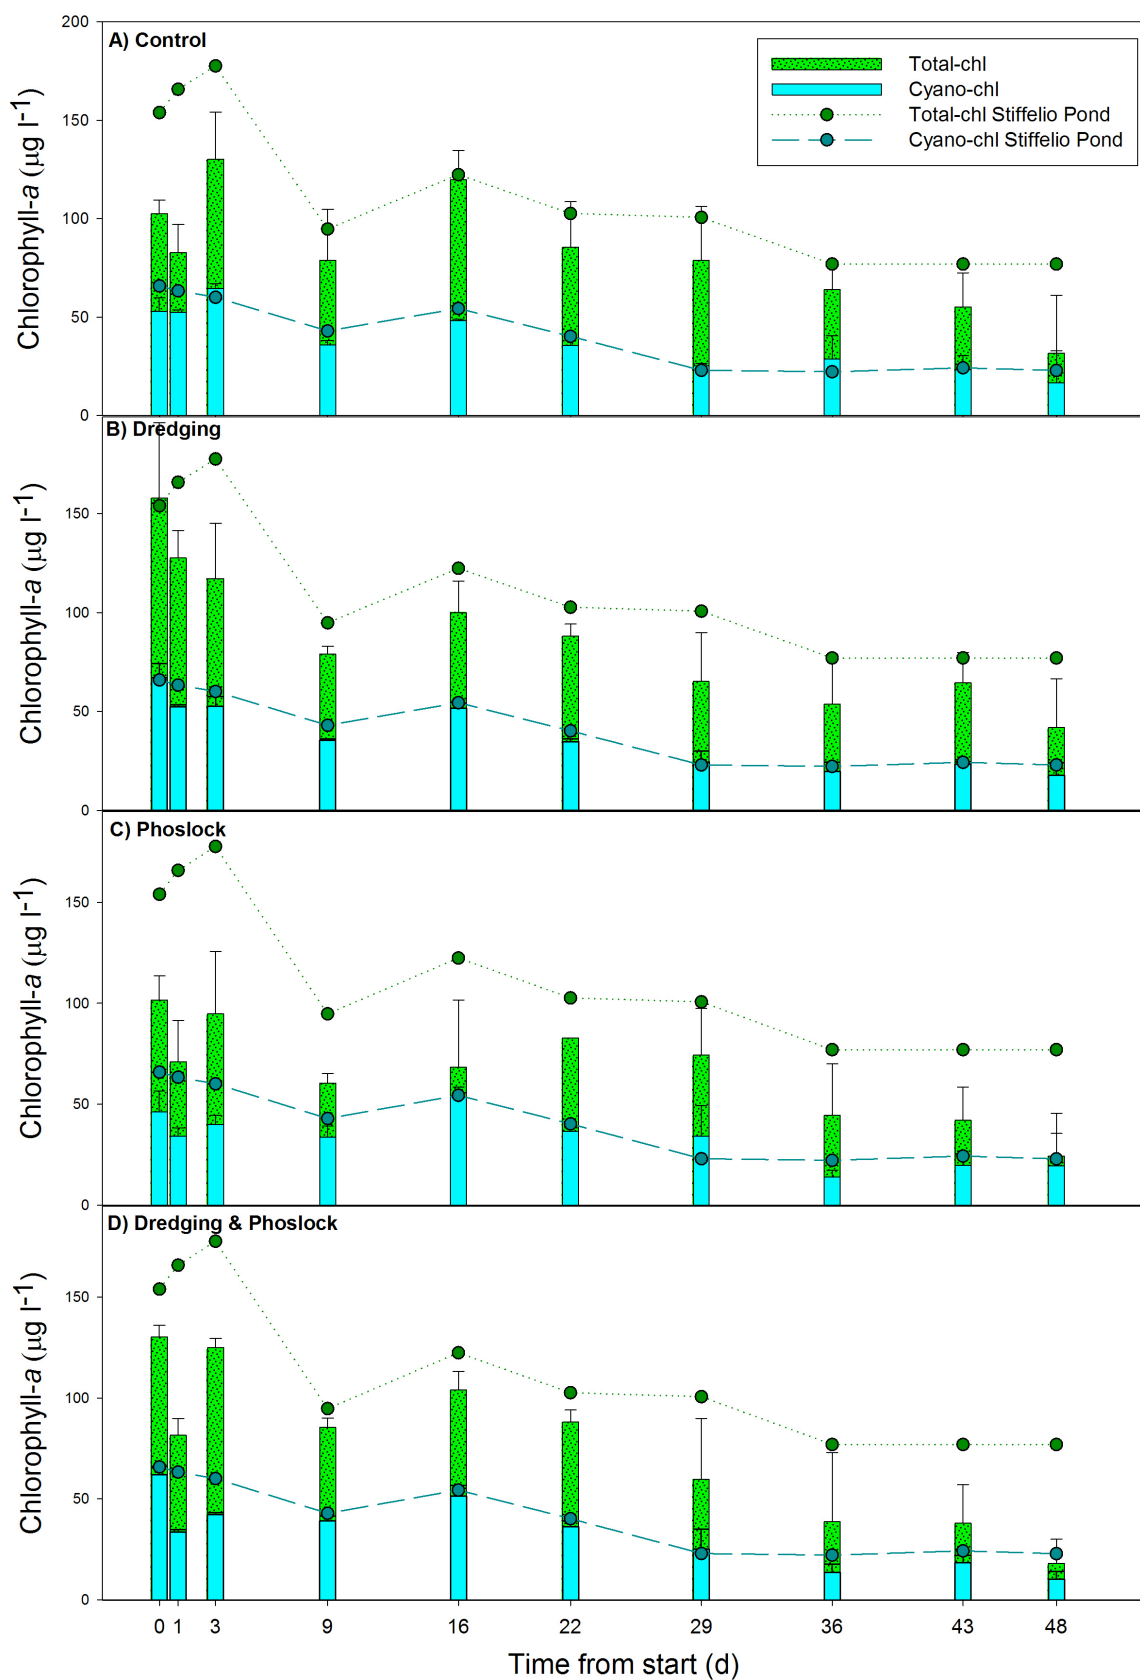 A) Control
Total-chl
Cyano-chl
Total-chl Stiffelio Pond
Cyano-chl Stiffelio Pond
200
150
100
50
0
Chlorophyll-a (µg l-1)
B) Dredging
150
100
50
0
Chlorophyll-a (µg l-1)
C) Phoslock
150
100
50
0
Chlorophyll-a (µg l-1)
D) Dredging & Phoslock
150
100
50
0
Chlorophyll-a (µg l-1)
0 1 3 9 16 22 29 36 43 48
Time from start (d)